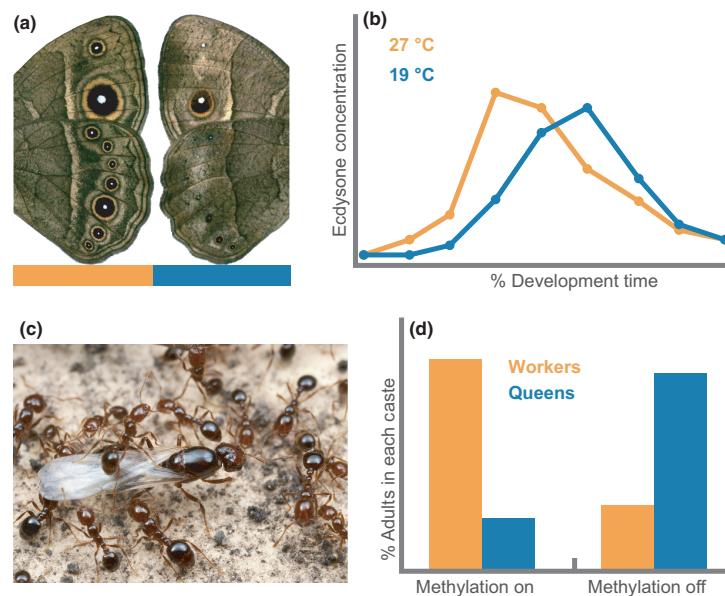 (a)
(b)
27 °C
19 °C
Ecdysone concentration
% Development time
(c)
(d)
Workers
Queens
% Adults in each caste
Methylation on
Methylation off